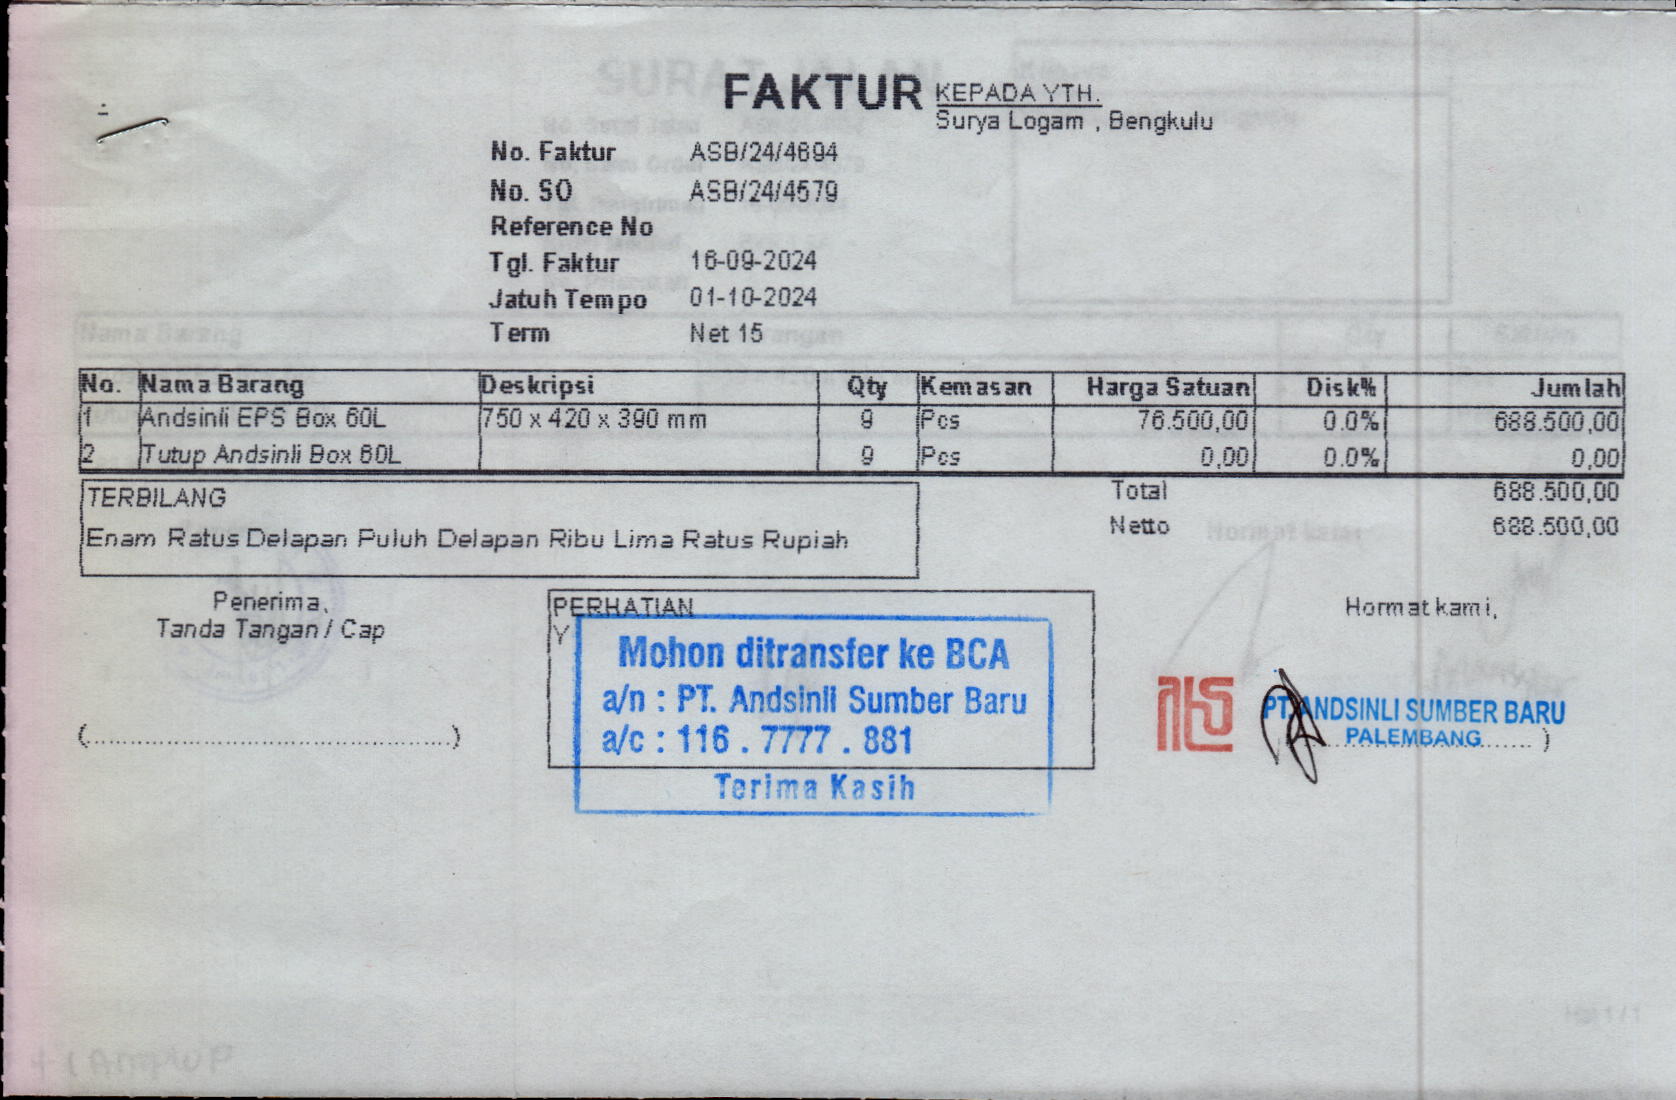 FAKTUR
KEPADA YTH.
Surya Logam , Bengkulu
No. Faktur ASB/24/4694
No. SO ASB/24/4579
Reference No
Tgl. Faktur 16-09-2024
Jatuh Tempo 01-10-2024
Term Net 15
No. Nama Barang Deskripsi Qty Kemasan Harga Satuan Disk% Jumlah
1 Andsinli EPS Box 60L 750 x 420 x 390 mm 9 Pcs 76.500,00 0.0% 688.500,00
2 Tutup Andsinli Box 60L 9 Pcs 0,00 0.0% 0,00
TERBILANG
Enam Ratus Delapan Puluh Delapan Ribu Lima Ratus Rupiah
Total 688.500,00
Netto 688.500,00
Penerima,
Tanda Tangan / Cap
(..........................................................)
PERHATIAN
Y
Mohon ditransfer ke BCA
a/n : PT. Andsinli Sumber Baru
a/c : 116 . 7777 . 881
Terima Kasih
Hormat kami,
PT. ANDSINLI SUMBER BARU
PALEMBANG ........ )